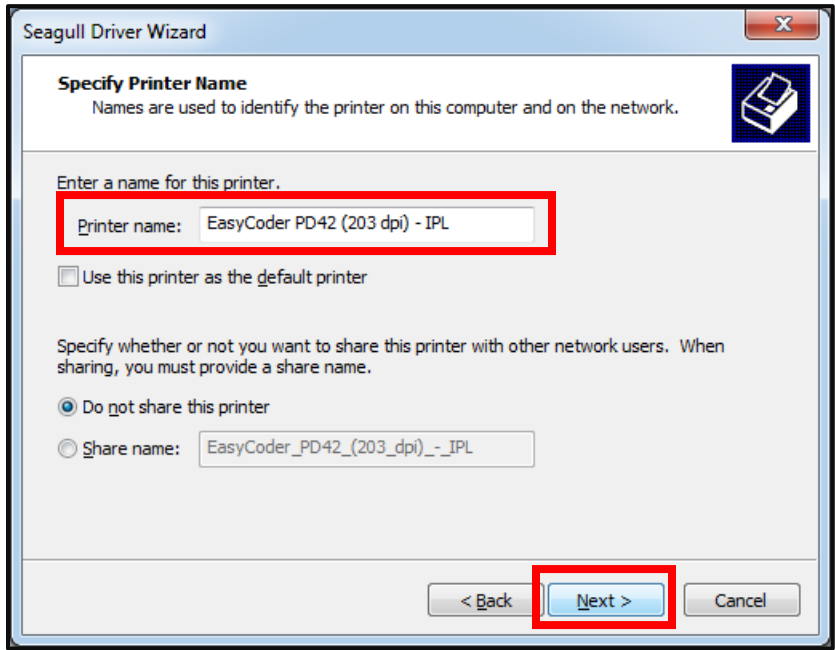 Seagull Driver Wizard
Specify Printer Name
Names are used to identify the printer on this computer and on the network.
Enter a name for this printer.
Printer name: EasyCoder PD42 (203 dpi) - IPL
Use this printer as the default printer
Specify whether or not you want to share this printer with other network users. When
sharing, you must provide a share name.
Do not share this printer
Share name: EasyCoder_PD42_(203_dpi)_-_IPL
< Back Next > Cancel